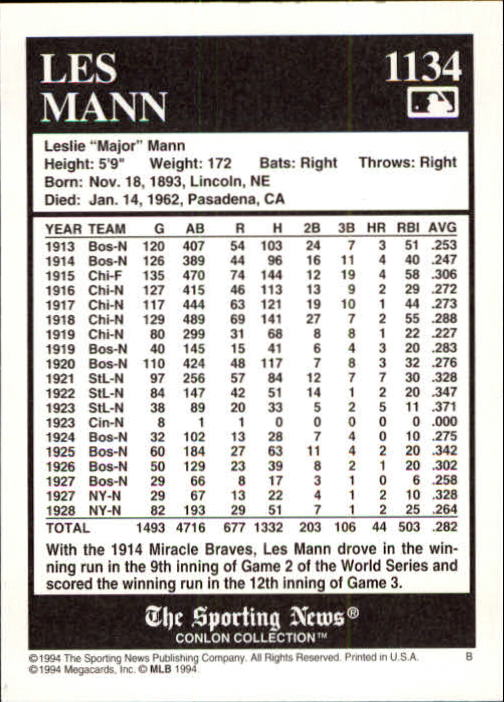 LES
MANN
1134
Leslie "Major" Mann
Height: 5'9" Weight: 172 Bats: Right Throws: Right
Born: Nov. 18, 1893, Lincoln, NE
Died: Jan. 14, 1962, Pasadena, CA
YEAR TEAM G AB R H 2B 3B HR RBI AVG
1913 Bos-N 120 407 54 103 24 7 3 51 .253
1914 Bos-N 126 389 44 96 16 11 4 40 .247
1915 Chi-F 135 470 74 144 12 19 4 58 .306
1916 Chi-N 127 415 46 113 13 9 2 29 .272
1917 Chi-N 117 444 63 121 19 10 1 44 .273
1918 Chi-N 129 489 69 141 27 7 2 55 .288
1919 Chi-N 80 299 31 68 8 8 1 22 .227
1919 Bos-N 40 145 15 41 6 4 3 20 .283
1920 Bos-N 110 424 48 117 7 8 3 32 .276
1921 StL-N 97 256 57 84 12 7 7 30 .328
1922 StL-N 84 147 42 51 14 1 2 20 .347
1923 StL-N 38 89 20 33 5 2 5 11 .371
1923 Cin-N 8 1 1 0 0 0 0 0 .000
1924 Bos-N 32 102 13 28 7 4 0 10 .275
1925 Bos-N 60 184 27 63 11 4 2 20 .342
1926 Bos-N 50 129 23 39 8 2 1 20 .302
1927 Bos-N 29 66 8 17 3 1 0 6 .258
1927 NY-N 29 67 13 22 4 1 2 10 .328
1928 NY-N 82 193 29 51 7 1 2 25 .264
TOTAL 1493 4716 677 1332 203 106 44 503 .282
With the 1914 Miracle Braves, Les Mann drove in the win-
ning run in the 9th inning of Game 2 of the World Series and
scored the winning run in the 12th inning of Game 3.
The Sporting News®
CONLON COLLECTION™
©1994 The Sporting News Publishing Company. All Rights Reserved. Printed in U.S.A. B
©1994 Megacards, Inc. © MLB 1994